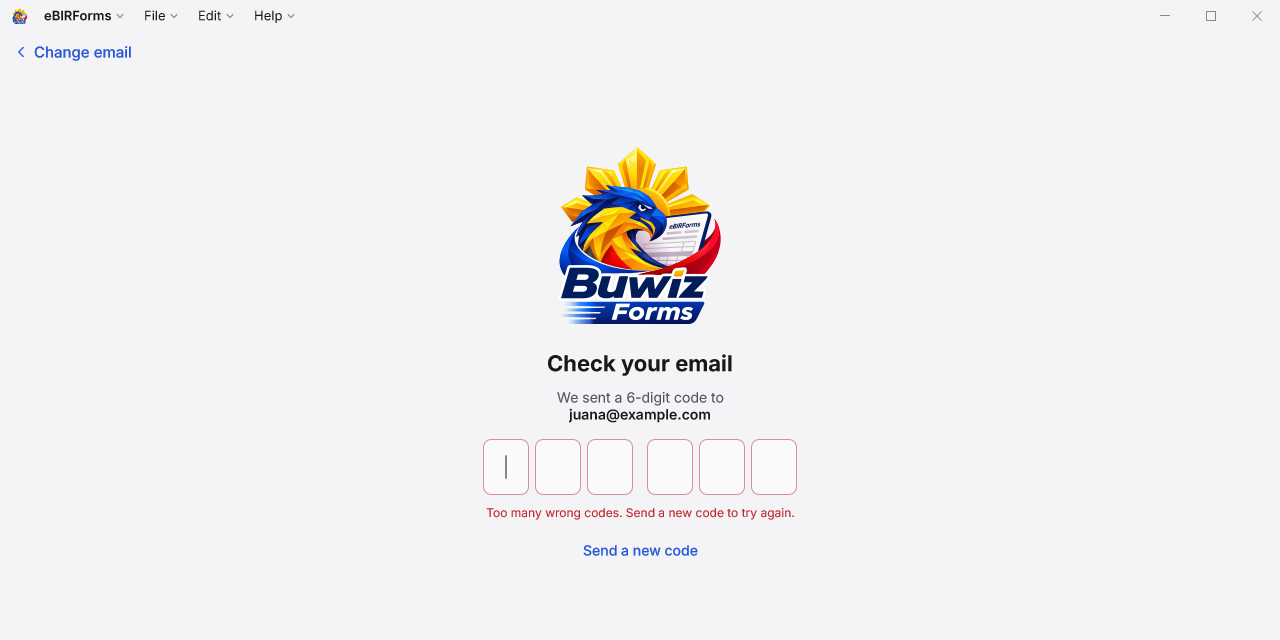 eBIRForms File Edit Help
Change email
eBIRForms
Buwiz
Forms
Check your email
We sent a 6-digit code to
juana@example.com
Too many wrong codes. Send a new code to try again.
Send a new code